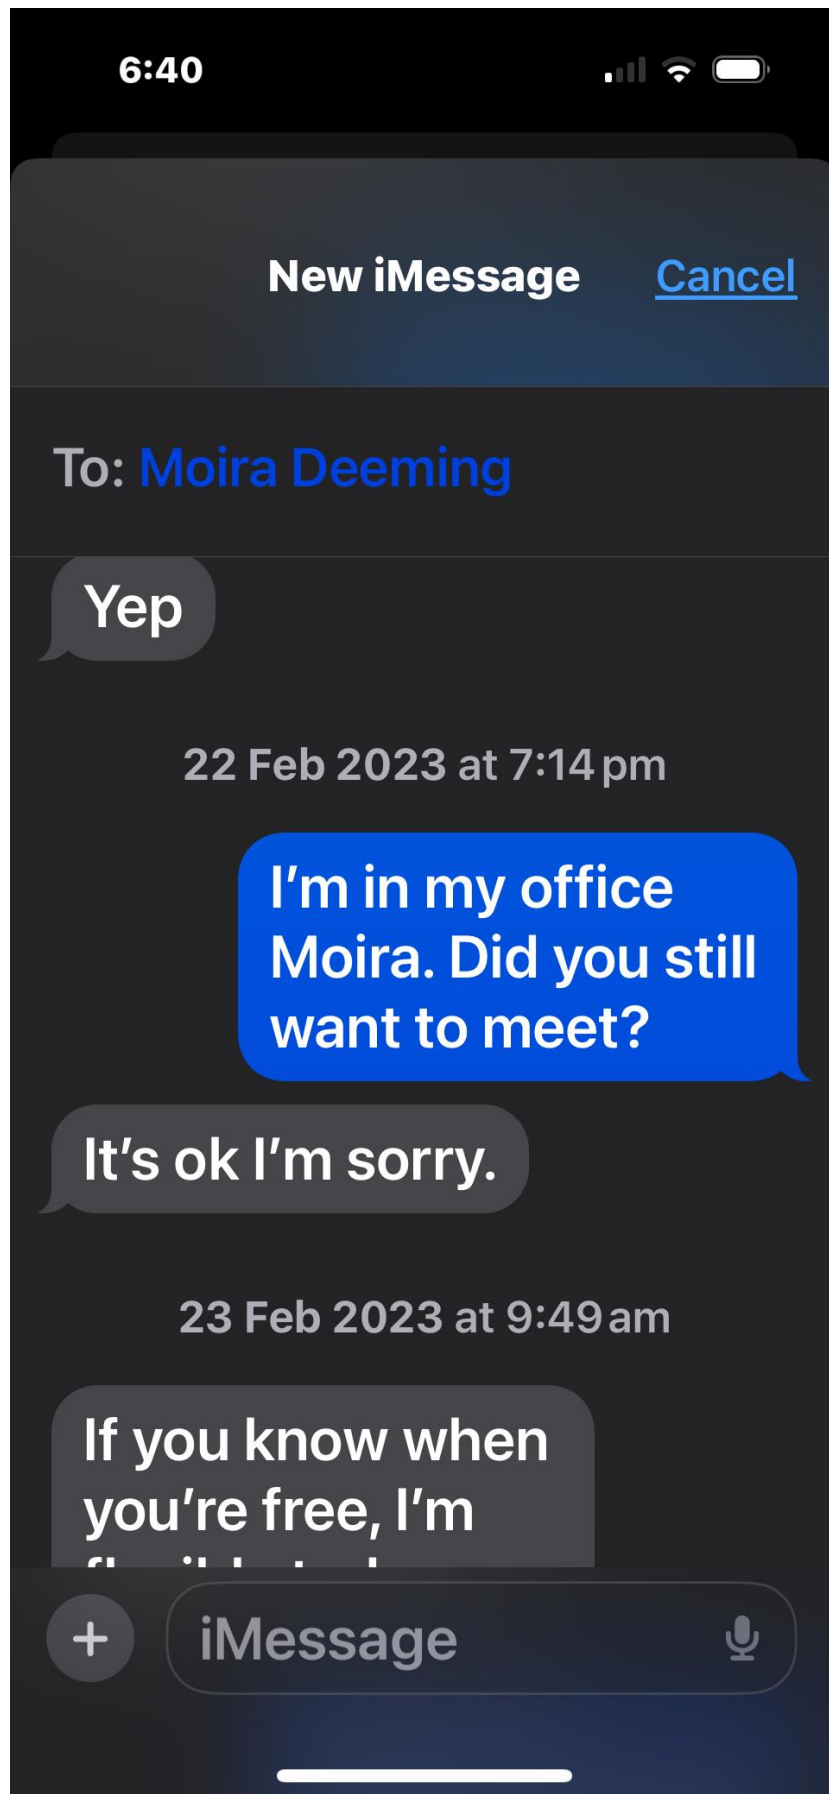 6:40
New iMessage
Cancel
To: Moira Deeming
Yep
22 Feb 2023 at 7:14 pm
I'm in my office
Moira. Did you still
want to meet?
It's ok I'm sorry.
23 Feb 2023 at 9:49 am
If you know when
you're free, I'm
iMessage